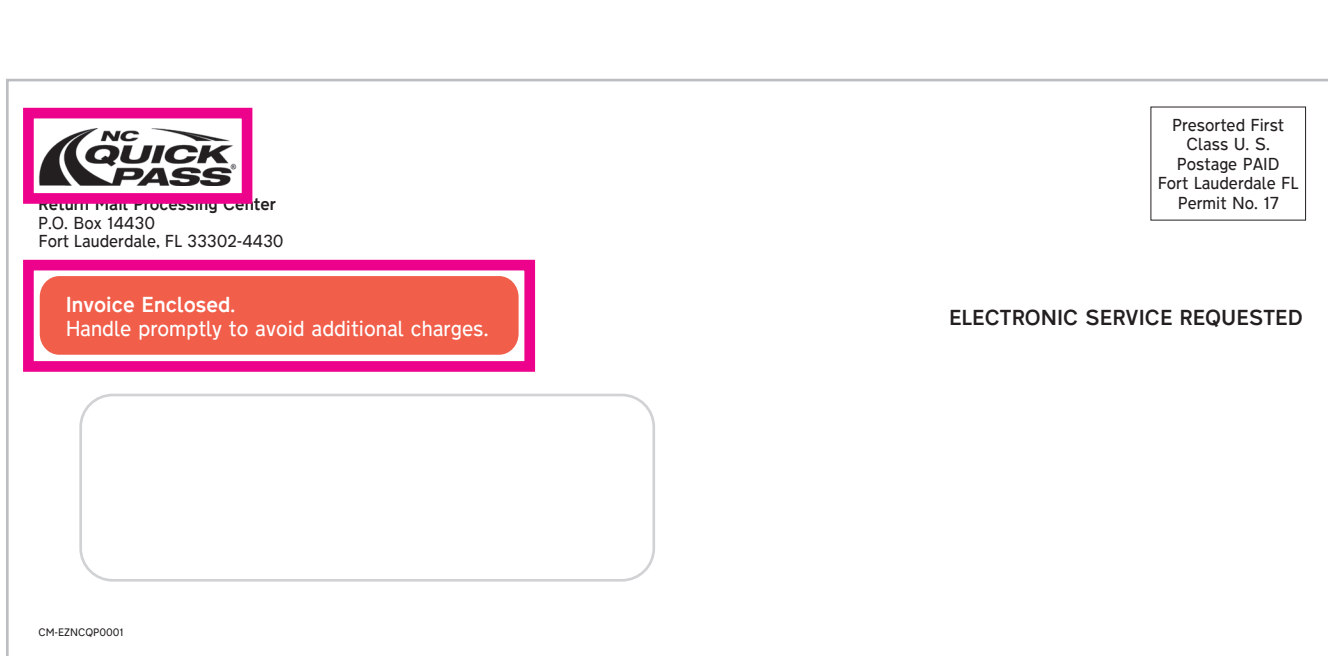 NC
QUICK
PASS®
Return Mail Processing Center
P.O. Box 14430
Fort Lauderdale, FL 33302-4430
Presorted First
Class U. S.
Postage PAID
Fort Lauderdale FL
Permit No. 17
Invoice Enclosed.
Handle promptly to avoid additional charges.
ELECTRONIC SERVICE REQUESTED
CM-EZNCQP0001